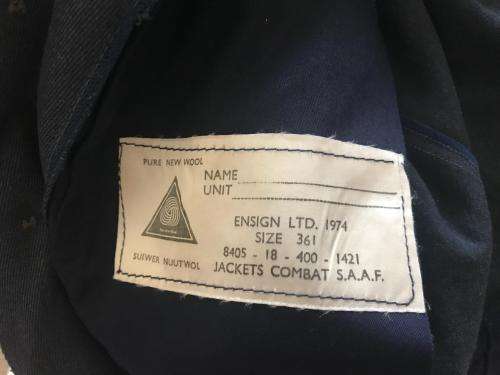 PURE NEW WOOL
NAME
UNIT
ENSIGN LTD. 1974
SIZE 361
8405 - 18 - 400 - 1421
SUIWER NUUTWOL
JACKETS COMBAT S.A.A.F.